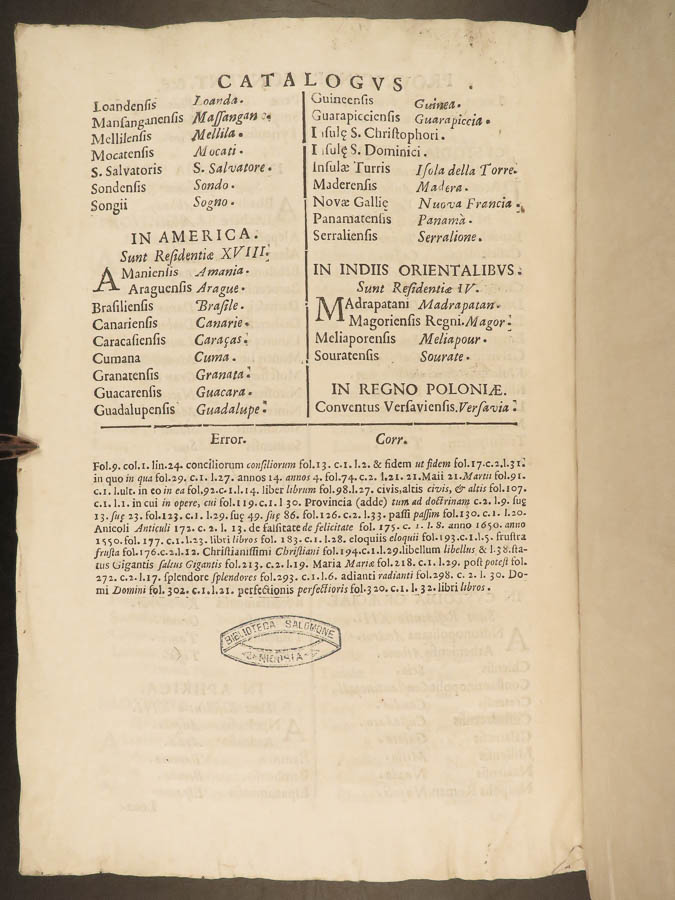 CATALOGVS
Loandensis Loanda.
Mansanganensis Massangan
Mellilensis Mellila.
Mocatensis Mocati.
S. Salvatoris S. Salvatore.
Sondensis Sondo.
Songii Sogno.
IN AMERICA.
Sunt Residentiæ XVIII.
AManiensis Amania.
Araguensis Arague.
Brasiliensis Brasile.
Canariensis Canarie.
Caracasiensis Caraças.
Cumana Cuma.
Granatensis Granata.
Guacarensis Guacara.
Guadalupensis Guadalupe.
Guineensis Guinea.
Guarapicciensis Guarapiccia.
Insulę S. Christophori.
Insulę S. Dominici.
Insulæ Turris Isola della Torre.
Maderensis Madera.
Novæ Gallię Nuova Francia.
Panamatensis Panamà.
Serraliensis Serralione.
IN INDIIS ORIENTALIBVS.
Sunt Residentiæ IV.
MAdrapatani Madrapatan.
Magoriensis Regni. Magor.
Meliaporensis Meliapour.
Souratensis Sourate.
IN REGNO POLONIÆ.
Conventus Versaviensis. Versavia.
Error. Corr.
Fol.9. col.1. lin.24. conciliorum consiliorum fol.13. c.1.l.2. & fidem ut fidem fol.17.c.2.l.31.
in quo in qua fol.29. c.1. l.27. annos 14. annos 4. fol.74. c.2. l.21. 21. Maii 21. Martii fol.91.
c.1. l.ult. in eo in ea fol.92.c.1.l.14. liber librum fol.98.l.27. civis, altis civis, & altis fol.107.
c.1. l.1. in cui in opere, cui fol.119.c.1.l 30. Provincia (adde) tum ad doctrinam c.2. l.9. suę
13. suę 23. fol.123. c.1. l.29. suę 49. suę 86. fol.126. c.2. l.33. passi passim fol.130. c.1. l.20.
Anicoli Anticuli 172. c.2. l. 13. de falsitate de felicitate fol. 175. c. 1. l. 8. anno 1650. anno
1550. fol. 177. c.1.l.23. libri libros fol. 183. c.1.l.28. eloquiis eloquii fol.193.c.1.l.5. frustra
frusta fol.176.c.2.l.12. Christianissimi Christiani fol.194.c.1.l.29. libellum libellus & l.38. sta-
tus Gigantis saltus Gigantis fol.213. c.2. l.19. Maria Mariæ fol.218. c.1. l.29. post potest fol.
272. c.2.l.17. splendore splendores fol.293. c.1.l.6. adianti radianti fol.298. c. 2. l. 30. Do-
mi Domini fol. 302. c.1.l.21. perfectionis perfectioris fol.320. c.1. l. 32. libri libros.
BIBLIOTECA SALOMONE